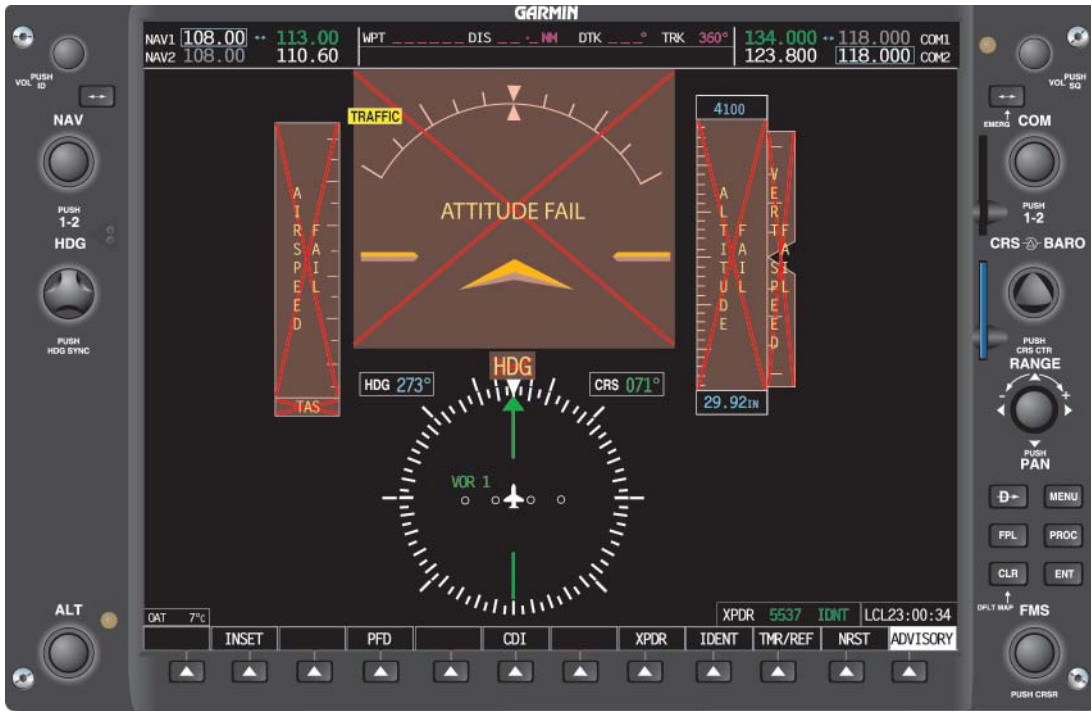 GARMIN
NAV1 108.00 ↔ 113.00 WPT ______ DIS __._ NM DTK ___° TRK 360° 134.000 ↔ 118.000 COM1
NAV2 108.00 110.60 123.800 118.000 COM2
VOL PUSH ID
VOL PUSH SQ
NAV
EMERG
COM
PUSH
1-2
PUSH
1-2
HDG
CRS BARO
PUSH
HDG SYNC
PUSH
CRS CTR
TRAFFIC
4100
ATTITUDE FAIL
AIRSPEED FAIL
ALTITUDE FAIL
VERT SPEED FAIL
TAS
29.92IN
HDG
HDG 273°
CRS 071°
VOR 1
RANGE
- +
PUSH
PAN
D MENU
FPL PROC
CLR ENT
DFLT MAP
FMS
PUSH CRSR
ALT
OAT 7°C
XPDR 5537 IDNT LCL23:00:34
INSET PFD CDI XPDR IDENT TMR/REF NRST ADVISORY